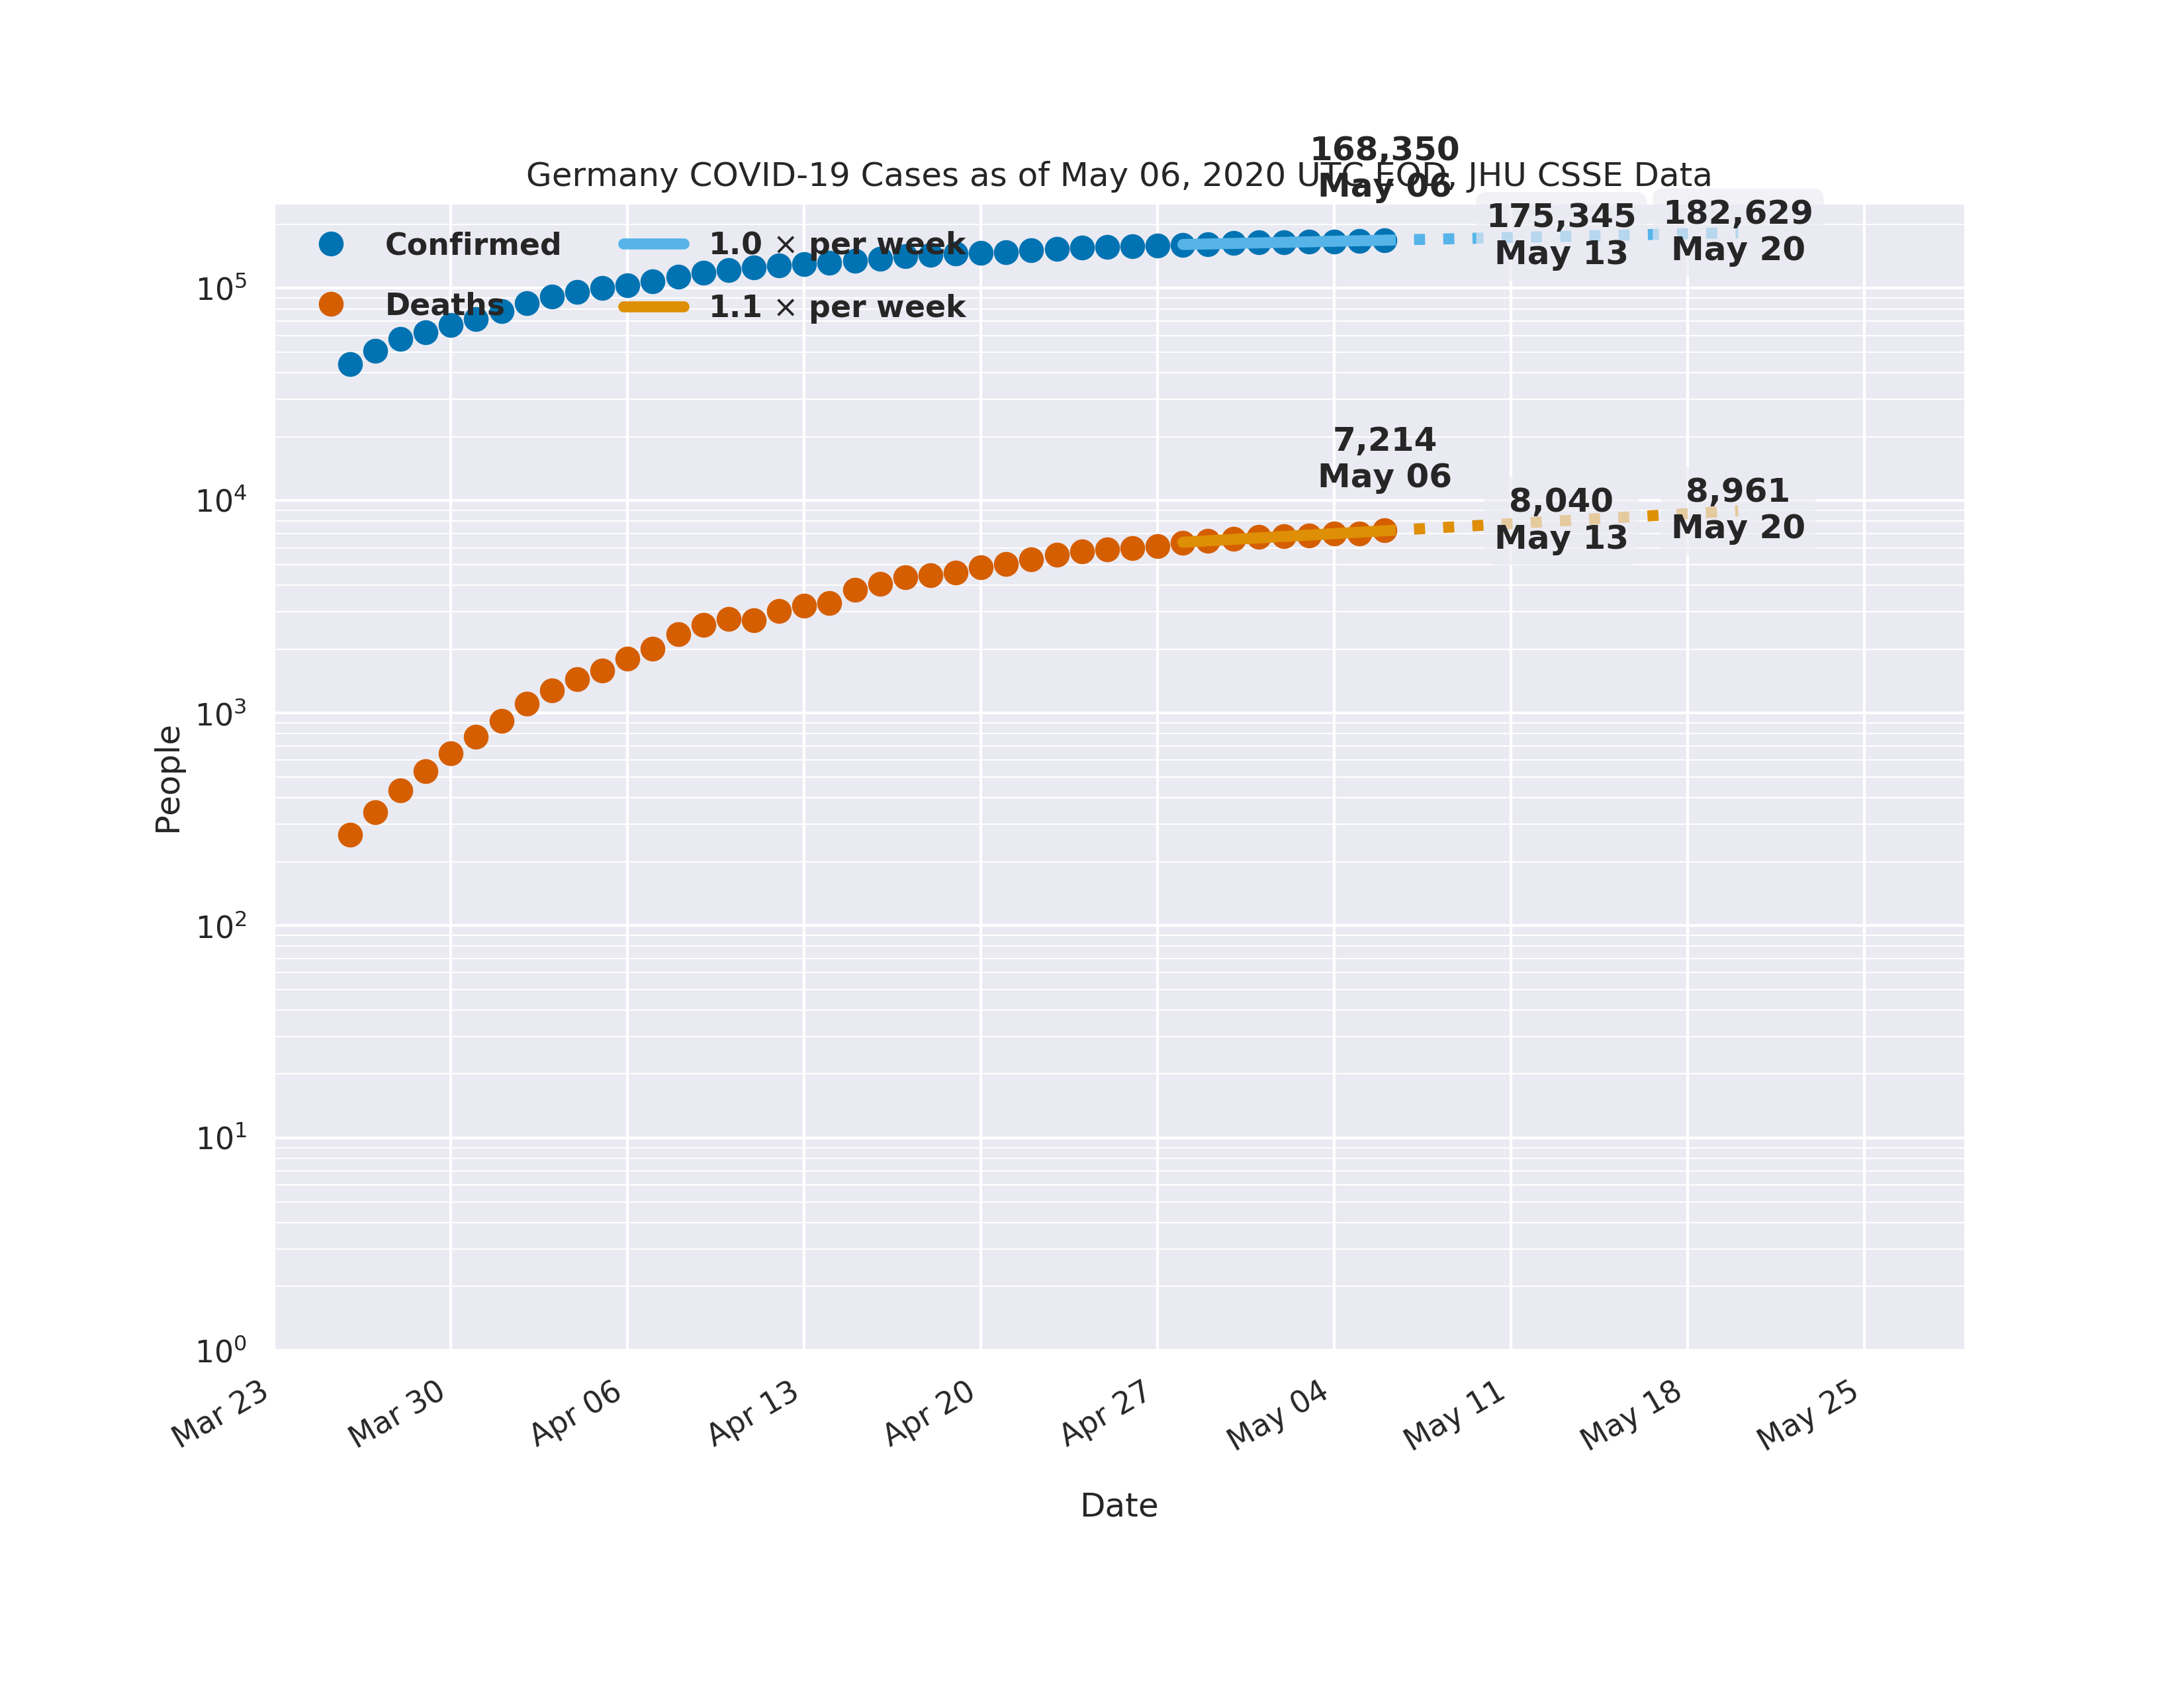 168,350
May 06
Germany COVID-19 Cases as of May 06, 2020 UTC EOD, JHU CSSE Data
175,345
May 13
182,629
May 20
Confirmed
1.0 × per week
Deaths
1.1 × per week
7,214
May 06
8,040
May 13
8,961
May 20
People
10⁵
10⁴
10³
10²
10¹
10⁰
Mar 23
Mar 30
Apr 06
Apr 13
Apr 20
Apr 27
May 04
May 11
May 18
May 25
Date